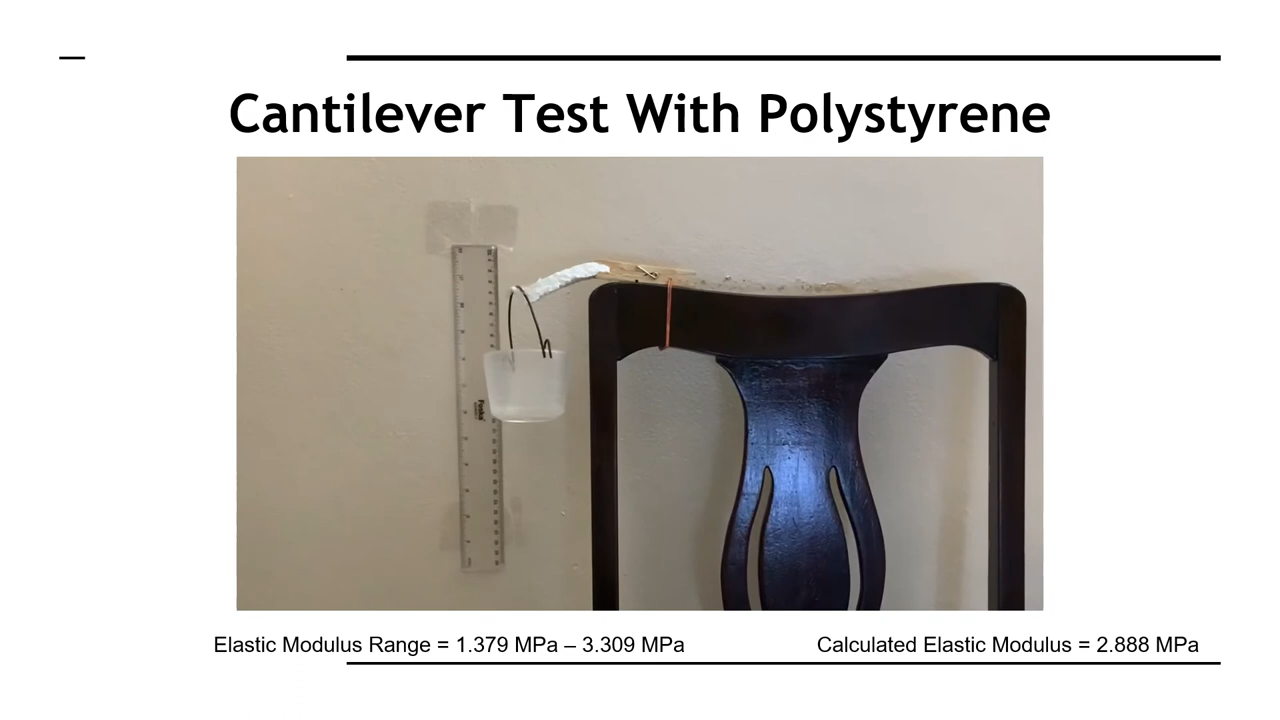 Cantilever Test With Polystyrene
Elastic Modulus Range = 1.379 MPa – 3.309 MPa
Calculated Elastic Modulus = 2.888 MPa